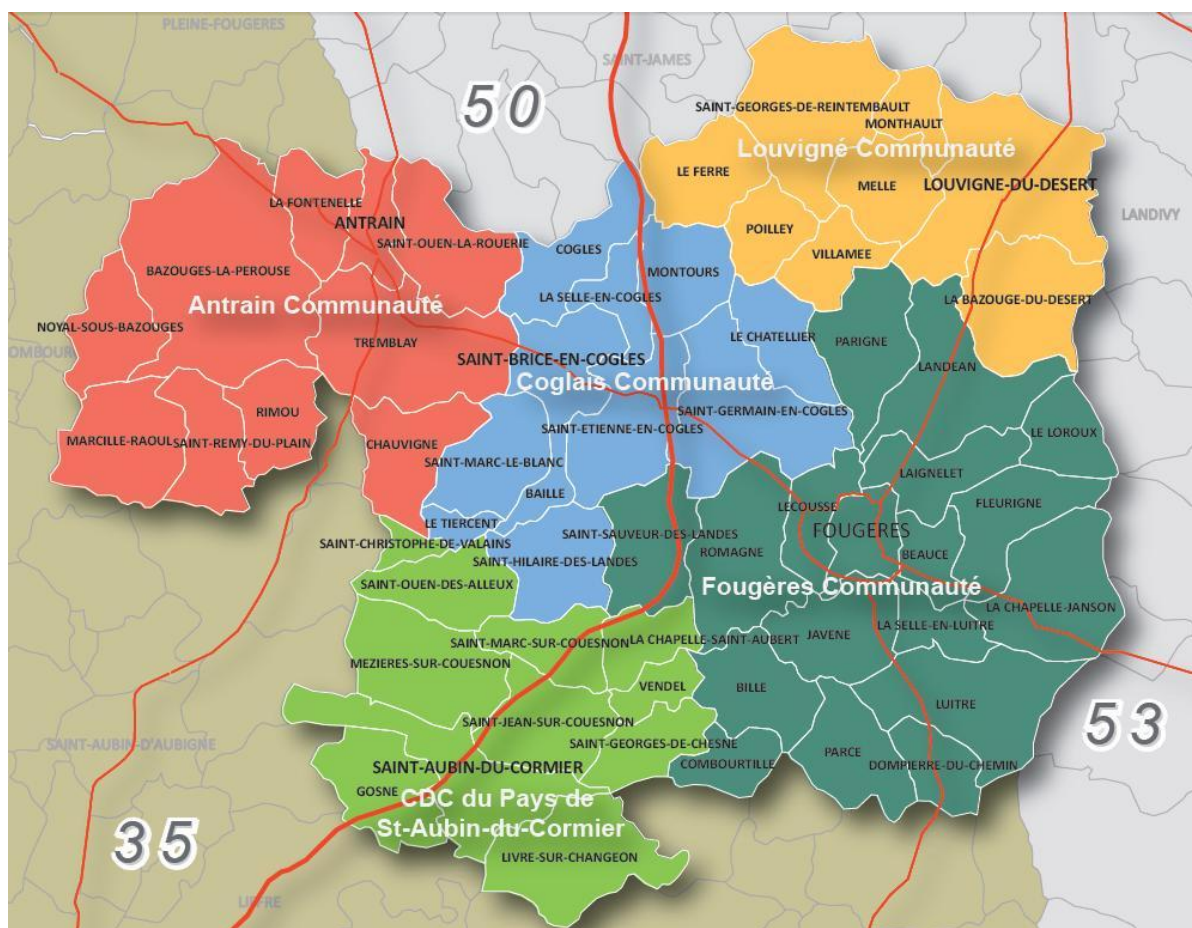 PLEINE-FOUGERES
SAINT-JAMES
50
SAINT-GEORGES-DE-REINTEMBAULT
MONTHAULT
Louvigné Communauté
LE FERRE
MELLE
LOUVIGNE-DU-DESERT
LANDIVY
LA FONTENELLE
ANTRAIN
SAINT-OUEN-LA-ROUERIE
COGLES
POILLEY
VILLAMEE
BAZOUGES-LA-PEROUSE
MONTOURS
LA SELLE-EN-COGLES
LA BAZOUGE-DU-DESERT
Antrain Communauté
NOYAL-SOUS-BAZOUGES
TREMBLAY
LE CHATELLIER
PARIGNE
OMBOUR
SAINT-BRICE-EN-COGLES
LANDEAN
Coglais Communauté
RIMOU
SAINT-GERMAIN-EN-COGLES
MARCILLE-RAOUL
SAINT-REMY-DU-PLAIN
CHAUVIGNE
SAINT-ETIENNE-EN-COGLES
LE LOROUX
SAINT-MARC-LE-BLANC
LAIGNELET
BAILLE
LECOUSSE
FLEURIGNE
LE TIERCENT
SAINT-CHRISTOPHE-DE-VALAINS
SAINT-SAUVEUR-DES-LANDES
FOUGERES
ROMAGNE
BEAUCE
SAINT-HILAIRE-DES-LANDES
SAINT-OUEN-DES-ALLEUX
Fougères Communauté
LA CHAPELLE-JANSON
LA SELLE-EN-LUITRE
SAINT-MARC-SUR-COUESNON
LA CHAPELLE-SAINT-AUBERT
JAVENE
MEZIERES-SUR-COUESNON
VENDEL
BILLE
LUITRE
53
SAINT-JEAN-SUR-COUESNON
SAINT-AUBIN-D'AUBIGNE
SAINT-GEORGES-DE-CHESNE
PARCE
COMBOURTILLE
DOMPIERRE-DU-CHEMIN
SAINT-AUBIN-DU-CORMIER
GOSNE
CDC du Pays de
St-Aubin-du-Cormier
35
LIVRE-SUR-CHANGEON
LIFFRE